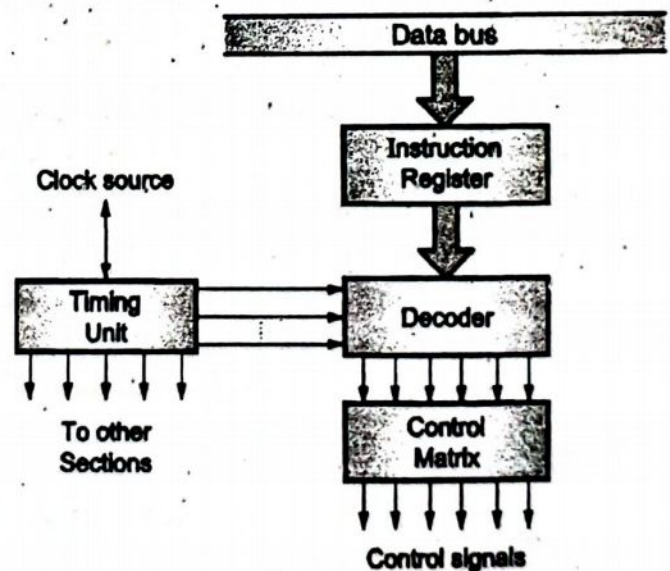 Data bus
Instruction
Register
Clock source
Timing
Unit
Decoder
To other
Sections
Control
Matrix
Control signals